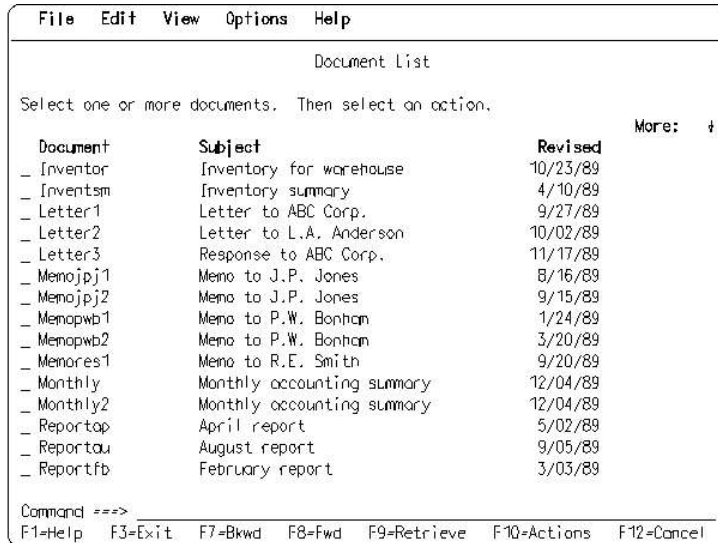 File Edit View Options Help
Document List
Select one or more documents. Then select an action.
More: ↓
Document Subject Revised
_ Inventor Inventory for warehouse 10/23/89
_ Inventsm Inventory summary 4/10/89
_ Letter1 Letter to ABC Corp. 9/27/89
_ Letter2 Letter to L.A. Anderson 10/02/89
_ Letter3 Response to ABC Corp. 11/17/89
_ Memojpj1 Memo to J.P. Jones 8/16/89
_ Memojpj2 Memo to J.P. Jones 9/15/89
_ Memopwb1 Memo to P.W. Bonham 1/24/89
_ Memopwb2 Memo to P.W. Bonham 3/20/89
_ Memores1 Memo to R.E. Smith 9/20/89
_ Monthly Monthly accounting summary 12/04/89
_ Monthly2 Monthly accounting summary 12/04/89
_ Reportap April report 5/02/89
_ Reportau August report 9/05/89
_ Reportfb February report 3/03/89
Command ===>
F1=Help F3=Exit F7=Bkwd F8=Fwd F9=Retrieve F10=Actions F12=Cancel